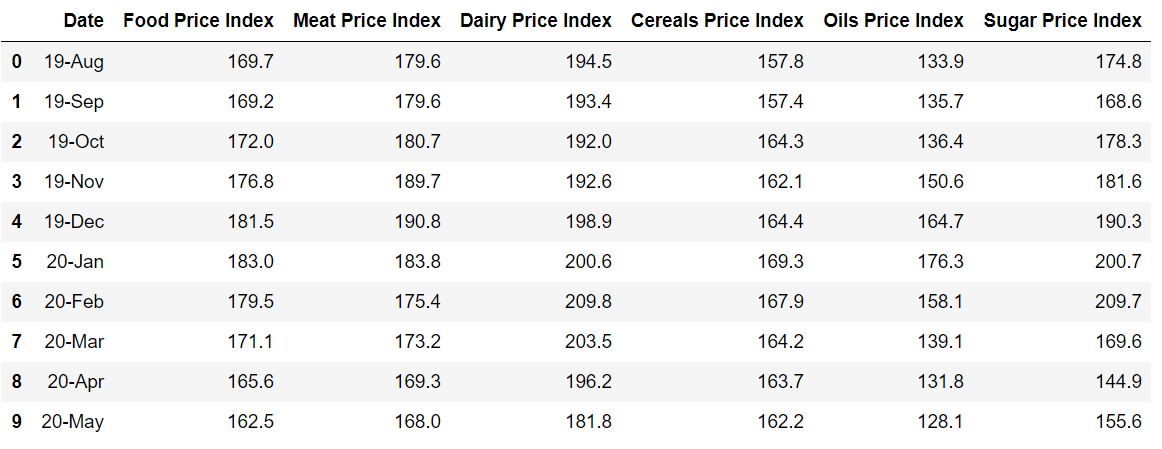 Date Food Price Index Meat Price Index Dairy Price Index Cereals Price Index Oils Price Index Sugar Price Index
0 19-Aug 169.7 179.6 194.5 157.8 133.9 174.8
1 19-Sep 169.2 179.6 193.4 157.4 135.7 168.6
2 19-Oct 172.0 180.7 192.0 164.3 136.4 178.3
3 19-Nov 176.8 189.7 192.6 162.1 150.6 181.6
4 19-Dec 181.5 190.8 198.9 164.4 164.7 190.3
5 20-Jan 183.0 183.8 200.6 169.3 176.3 200.7
6 20-Feb 179.5 175.4 209.8 167.9 158.1 209.7
7 20-Mar 171.1 173.2 203.5 164.2 139.1 169.6
8 20-Apr 165.6 169.3 196.2 163.7 131.8 144.9
9 20-May 162.5 168.0 181.8 162.2 128.1 155.6